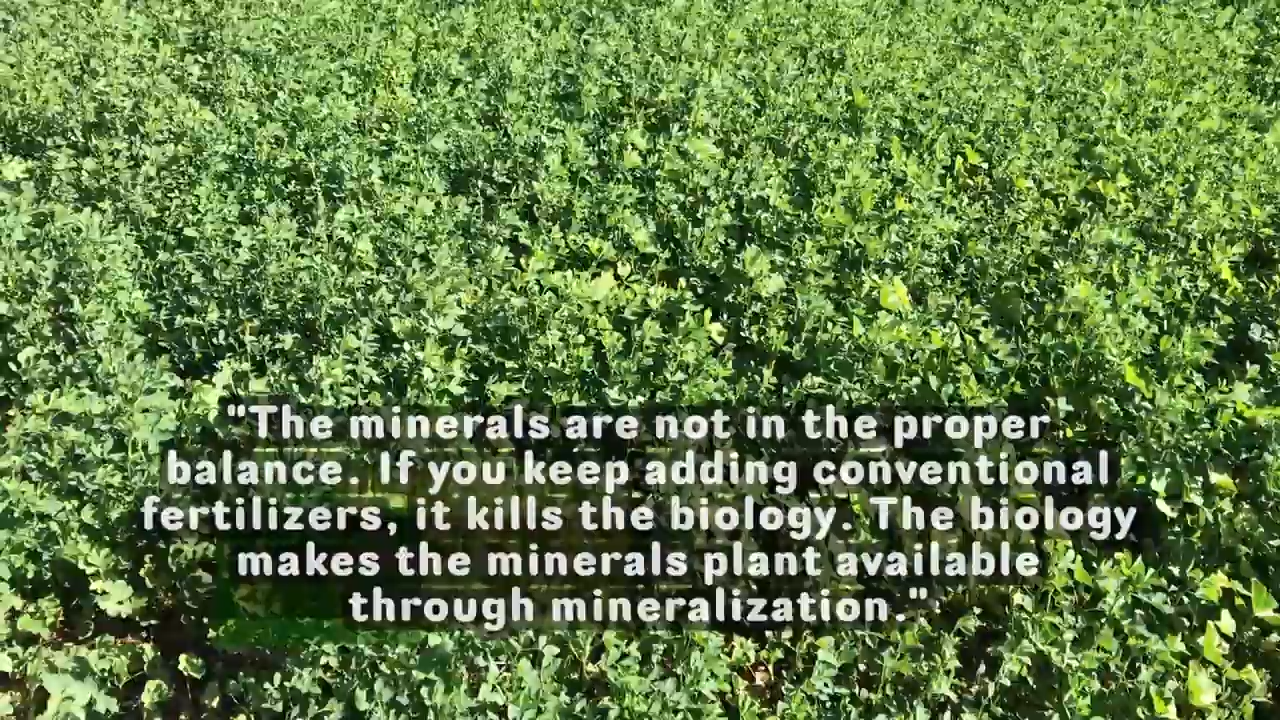 "The minerals are not in the proper
balance. If you keep adding conventional
fertilizers, it kills the biology. The biology
makes the minerals plant available
through mineralization."